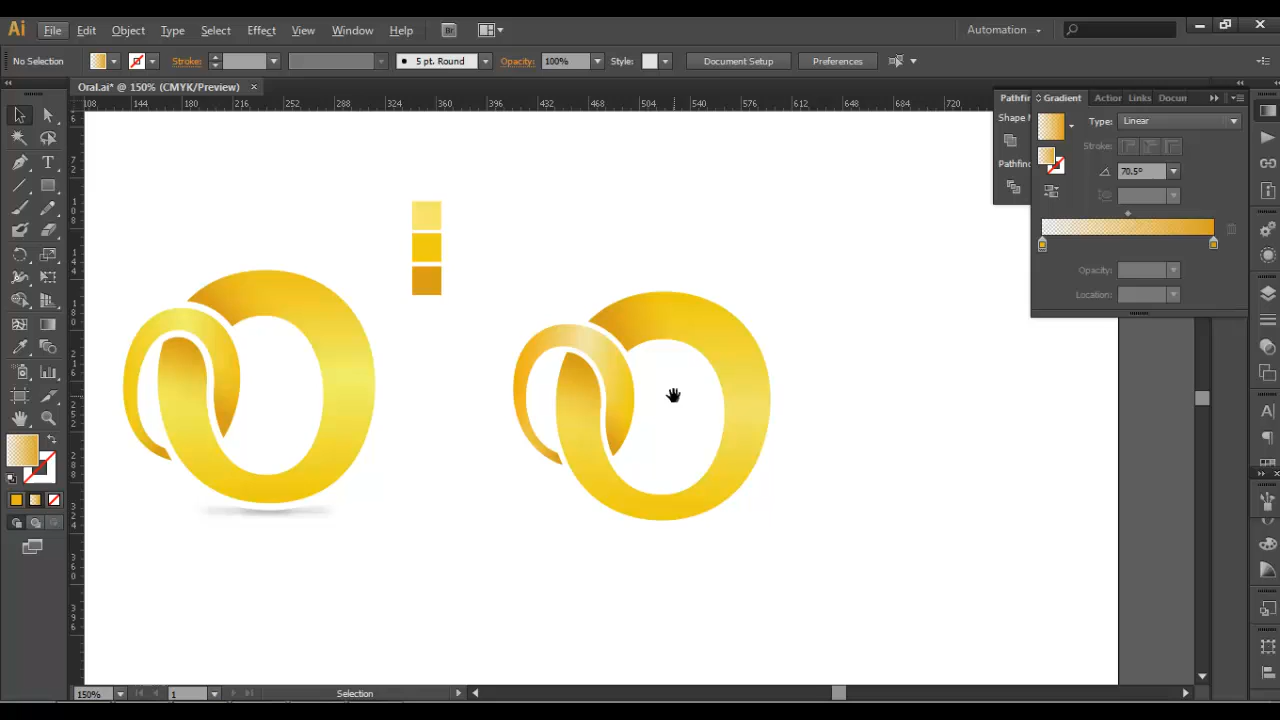 Ai File Edit Object Type Select Effect View Window Help Br Automation
No Selection Stroke: 5 pt. Round Opacity: 100% Style: Document Setup Preferences
Oral.ai* @ 150% (CMYK/Preview)
108 144 180 216 252 288 324 360 396 432 468 504 540 576 612 648 684 720
Pathfin Gradient Action Links Docum
Shape M Type: Linear
Stroke:
Pathfind 70.5°
Opacity:
Location:
150% 1 Selection